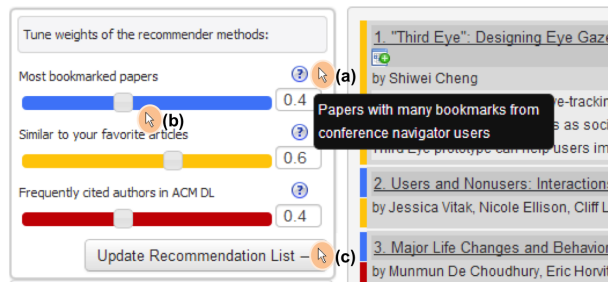 Tune weights of the recommender methods:
Most bookmarked papers
?
(a)
0.4
(b)
Similar to your favorite articles
?
0.6
Frequently cited authors in ACM DL
?
0.4
Update Recommendation List –
(c)
Papers with many bookmarks from
conference navigator users
1. "Third Eye": Designing Eye Gaze
by Shiwei Cheng
ve-trackin
s as soci
Third Eye prototype can help users im
2. Users and Nonusers: Interactions
by Jessica Vitak, Nicole Ellison, Cliff L
3. Major Life Changes and Behavior
by Munmun De Choudhury, Eric Horvit